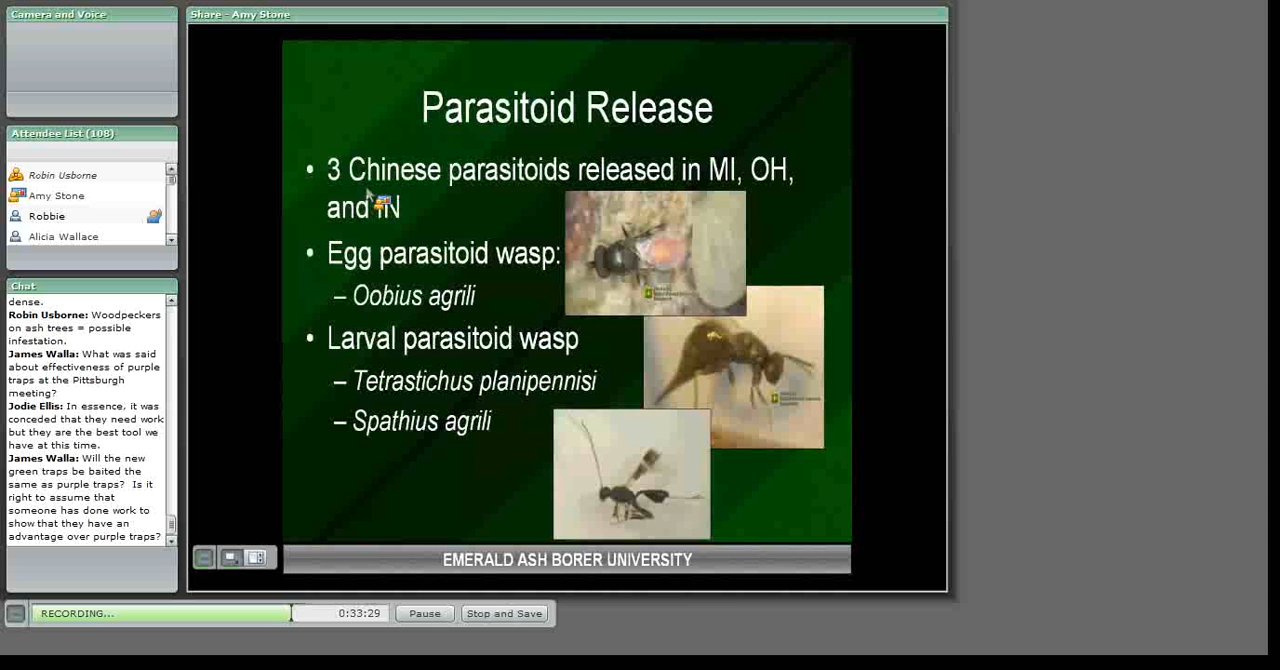 Camera and Voice
Share - Amy Stone
Attendee List (108)
Robin Usborne
Amy Stone
Robbie
Alicia Wallace
Chat
dense.
Robin Usborne: Woodpeckers
on ash trees = possible
infestation.
James Walla: What was said
about effectiveness of purple
traps at the Pittsburgh
meeting?
Jodie Ellis: In essence, it was
conceded that they need work
but they are the best tool we
have at this time.
James Walla: Will the new
green traps be baited the
same as purple traps? Is it
right to assume that
someone has done work to
show that they have an
advantage over purple traps?
Parasitoid Release
• 3 Chinese parasitoids released in MI, OH,
and IN
• Egg parasitoid wasp:
– Oobius agrili
• Larval parasitoid wasp
– Tetrastichus planipennisi
– Spathius agrili
EMERALD ASH BORER UNIVERSITY
RECORDING...
0:33:29
Pause
Stop and Save